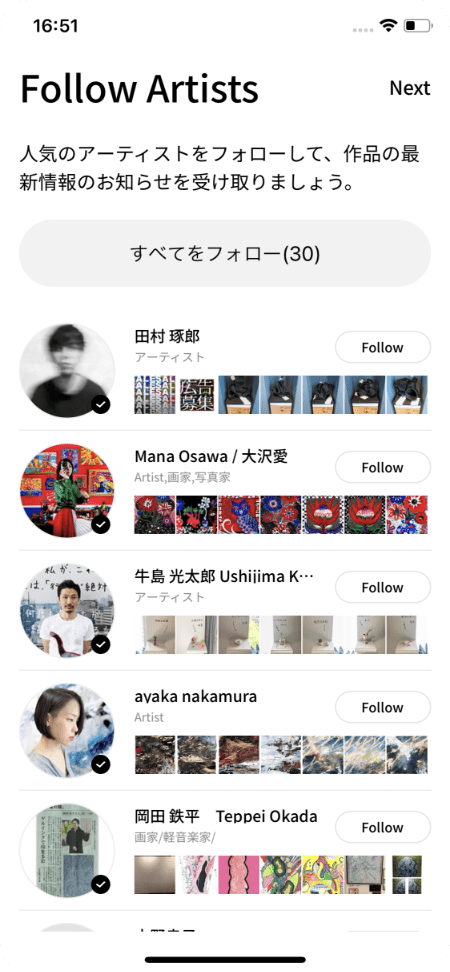 16:51
Follow Artists
Next
人気のアーティストをフォローして、作品の最
新情報のお知らせを受け取りましょう。
すべてをフォロー(30)
田村 琢郎
アーティスト
Follow
広告
募集
Mana Osawa / 大沢愛
Artist,画家,写真家
Follow
牛島 光太郎 Ushijima K…
アーティスト
Follow
ayaka nakamura
Artist
Follow
岡田 鉄平　Teppei Okada
画家/軽音楽家/
Follow